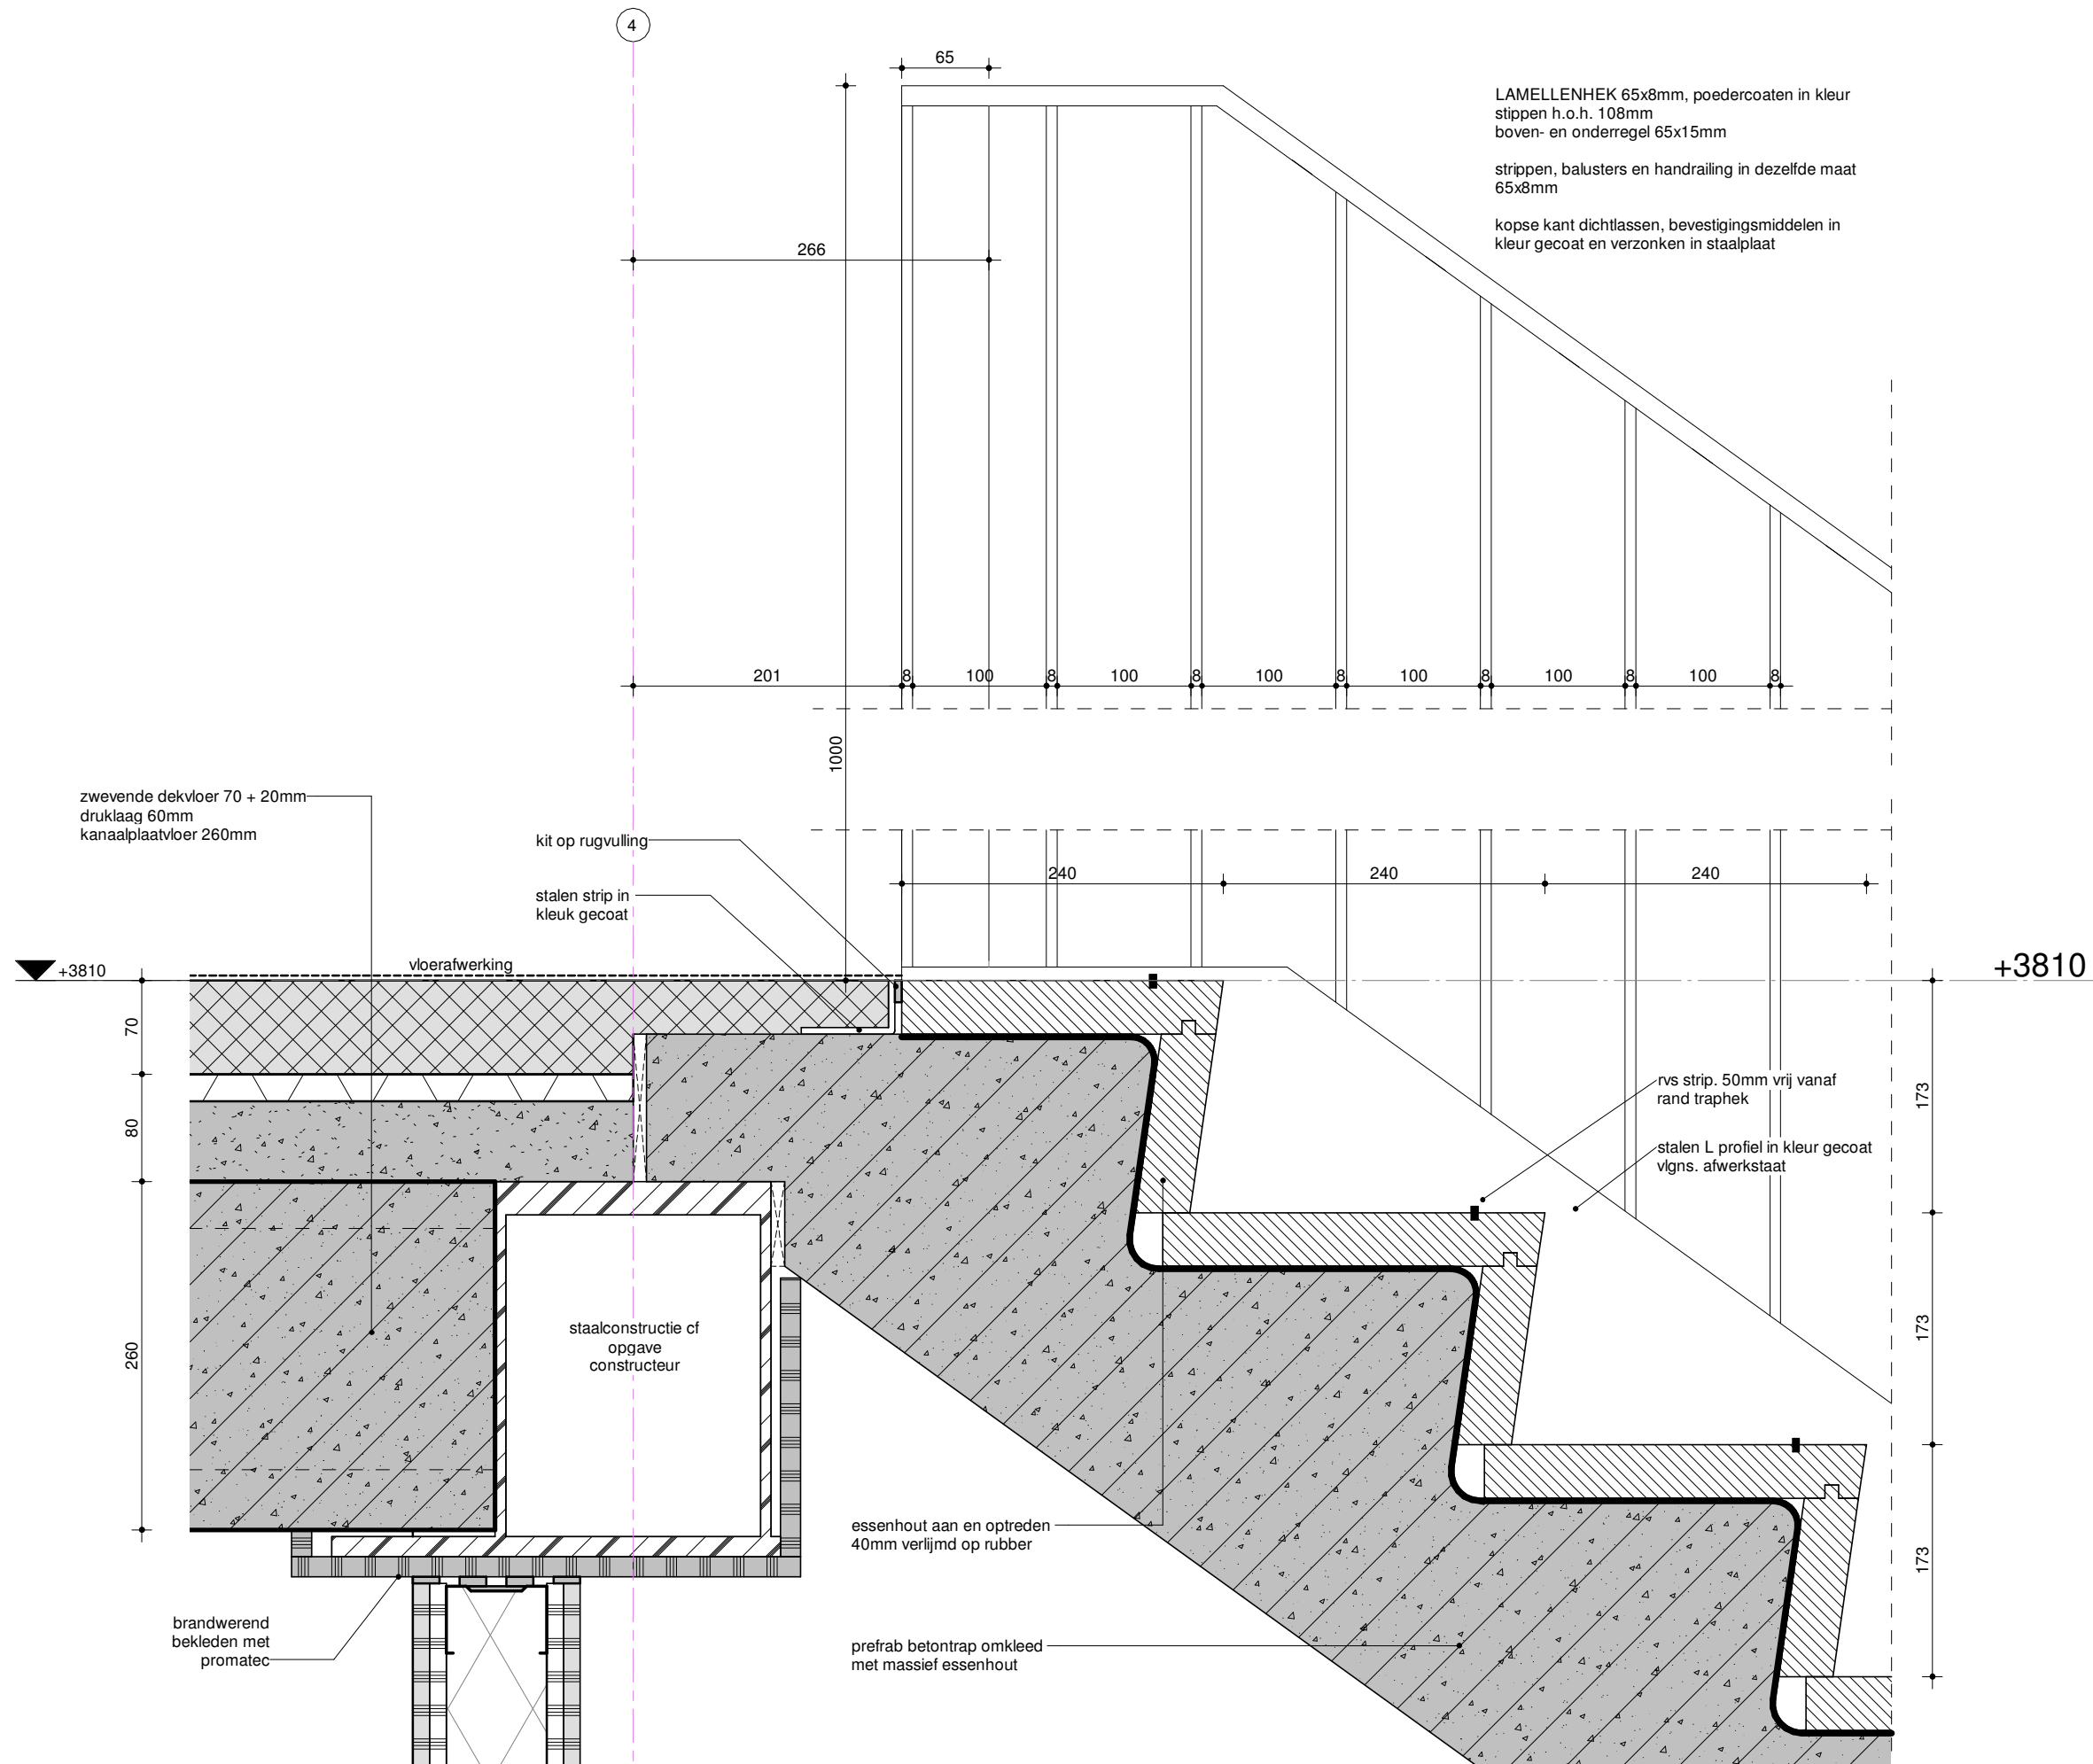 4
65
LAMELLENHEK 65x8mm, poedercoaten in kleur
stippen h.o.h. 108mm
boven- en onderregel 65x15mm
strippen, balusters en handrailing in dezelfde maat
65x8mm
kopse kant dichtlassen, bevestigingsmiddelen in
kleur gecoat en verzonken in staalplaat
266
201
8
100
8
100
8
100
8
100
8
100
8
100
8
1000
zwevende dekvloer 70 + 20mm
druklaag 60mm
kanaalplaatvloer 260mm
kit op rugvulling
stalen strip in
kleuk gecoat
240
240
240
+3810
vloerafwerking
+3810
70
80
260
rvs strip. 50mm vrij vanaf
rand traphek
stalen L profiel in kleur gecoat
vlgns. afwerkstaat
173
173
173
staalconstructie cf
opgave
constructeur
essenhout aan en optreden
40mm verlijmd op rubber
brandwerend
bekleden met
promatec
prefrab betontrap omkleed
met massief essenhout